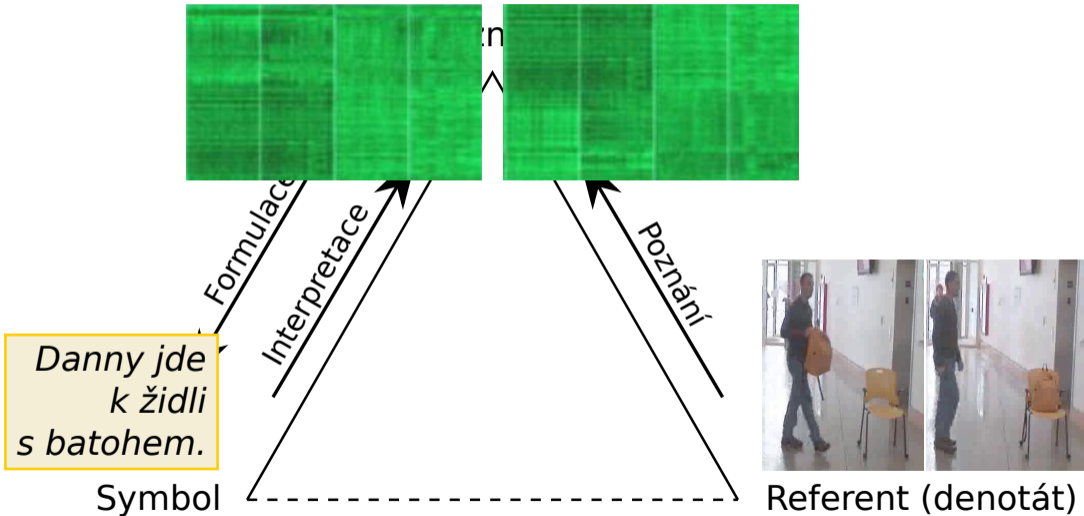 Formulace
Interpretace
Poznání
Danny jde
k židli
s batohem.
Symbol
Referent (denotát)